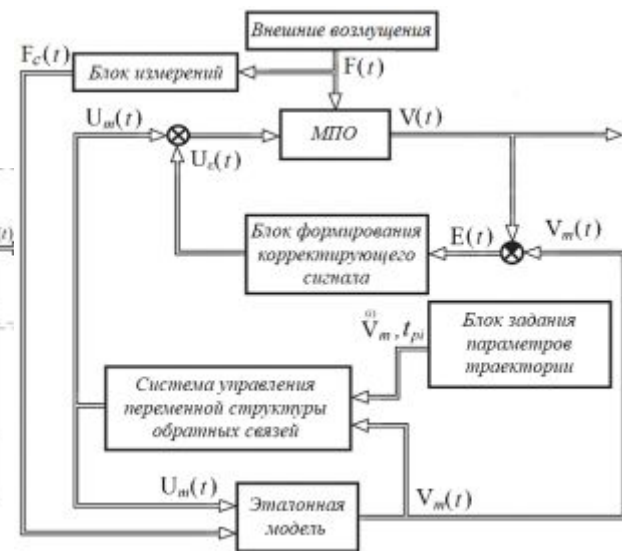 Внешние возмущения
F_c(t)
Блок измерений
F(t)
U_m(t)
МПО
V(t)
U_ε(t)
Блок формирования
корректирующего
сигнала
E(t)
V_m(t)
(i)
V_m , t_pi
Блок задания
параметров
траектории
Система управления
переменной структуры
обратных связей
U_m(t)
Эталонная
модель
V_m(t)